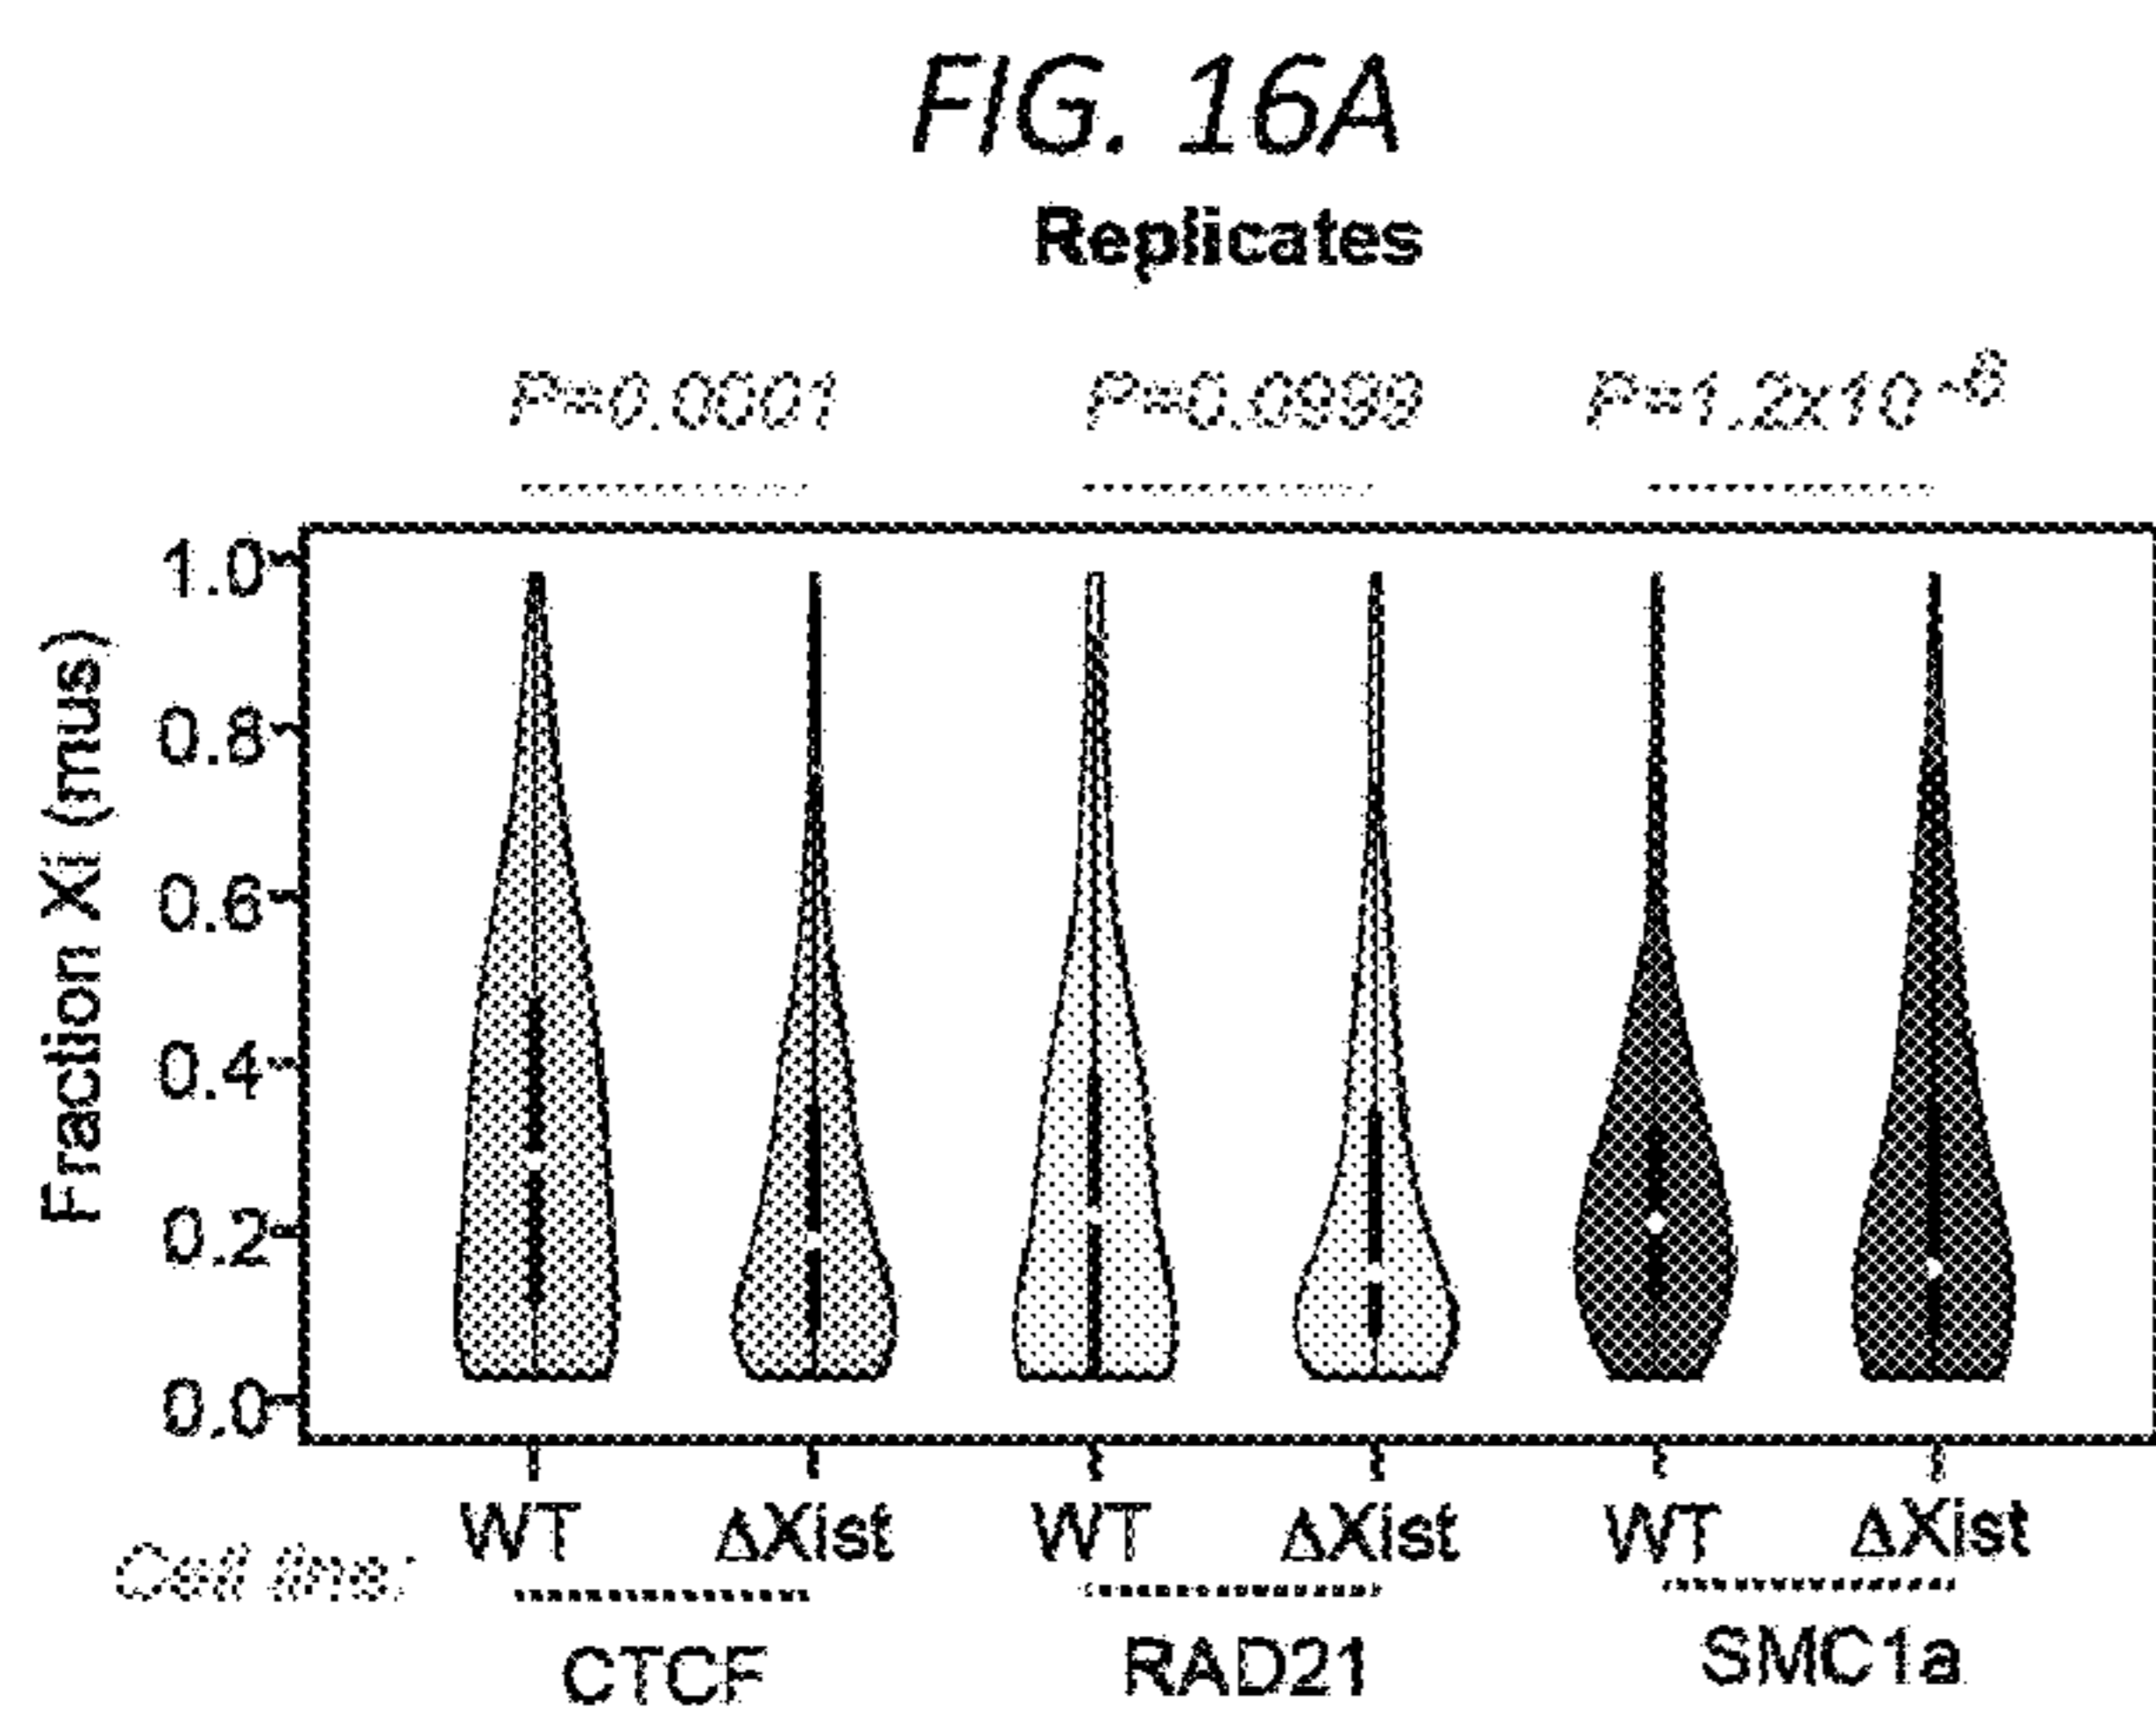 FIG. 16A
Replicates
P=0.0001 P=0.0999 P=1.2x10
Fraction Xi (mus)
1.0
0.8
0.6
0.4
0.2
0.0
WT ΔXist WT ΔXist WT ΔXist
Cell line:
CTCF RAD21 SMC1a